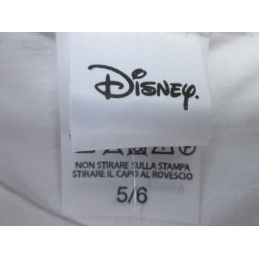 Disney
NON STIRARE SULLA STAMPA
STIRARE IL CAPO AL ROVESCIO
5/6